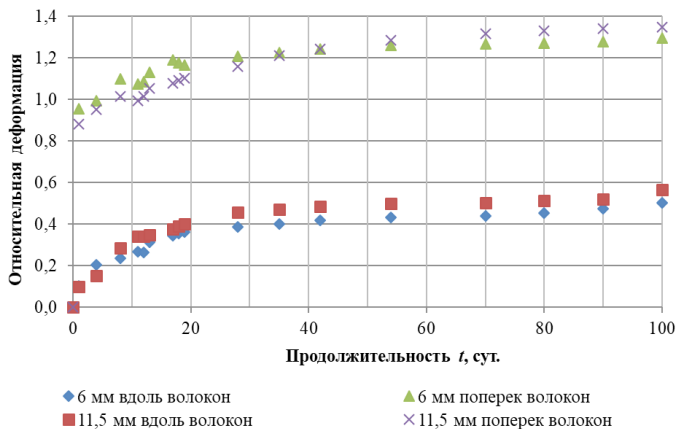 Относительная деформация
1,4
1,2
1,0
0,8
0,6
0,4
0,2
0,0
0 20 40 60 80 100
Продолжительность t, сут.
6 мм вдоль волокон 6 мм поперек волокон
11,5 мм вдоль волокон 11,5 мм поперек волокон